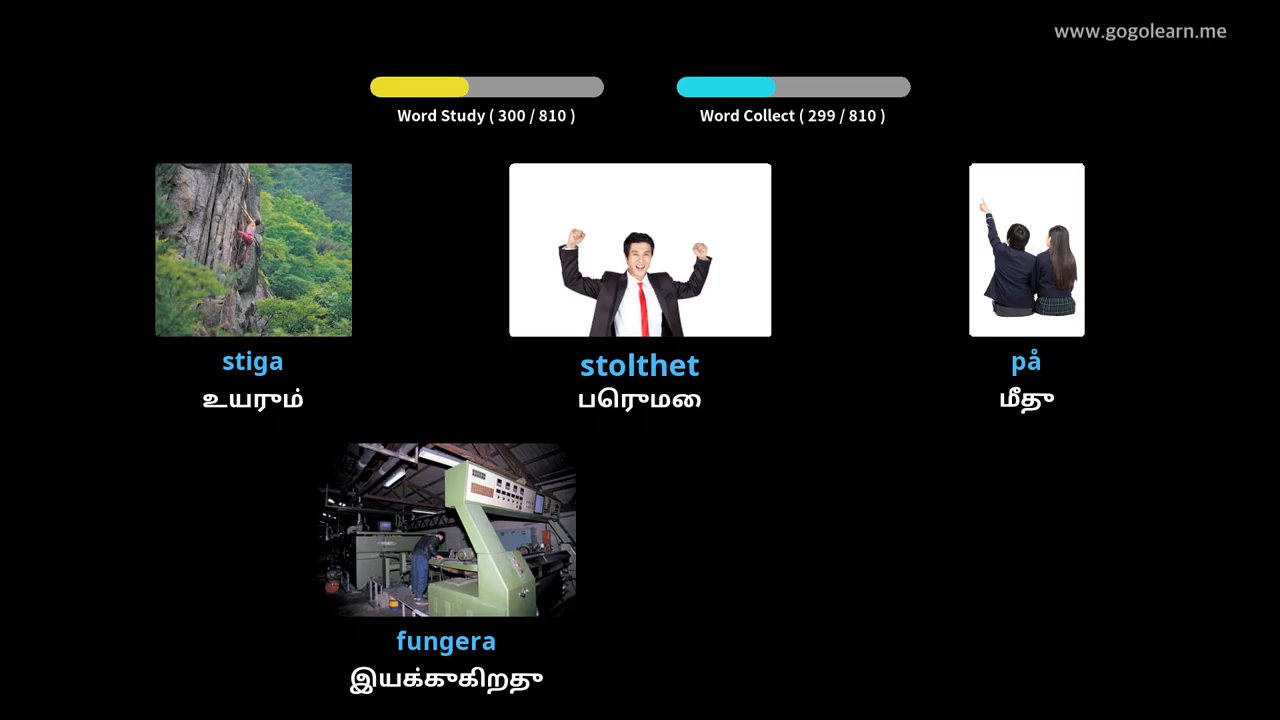 www.gogolearn.me
Word Study ( 300 / 810 )
Word Collect ( 299 / 810 )
stiga
உயரும்
stolthet
பெருமை
på
மீது
fungera
இயக்குகிறது